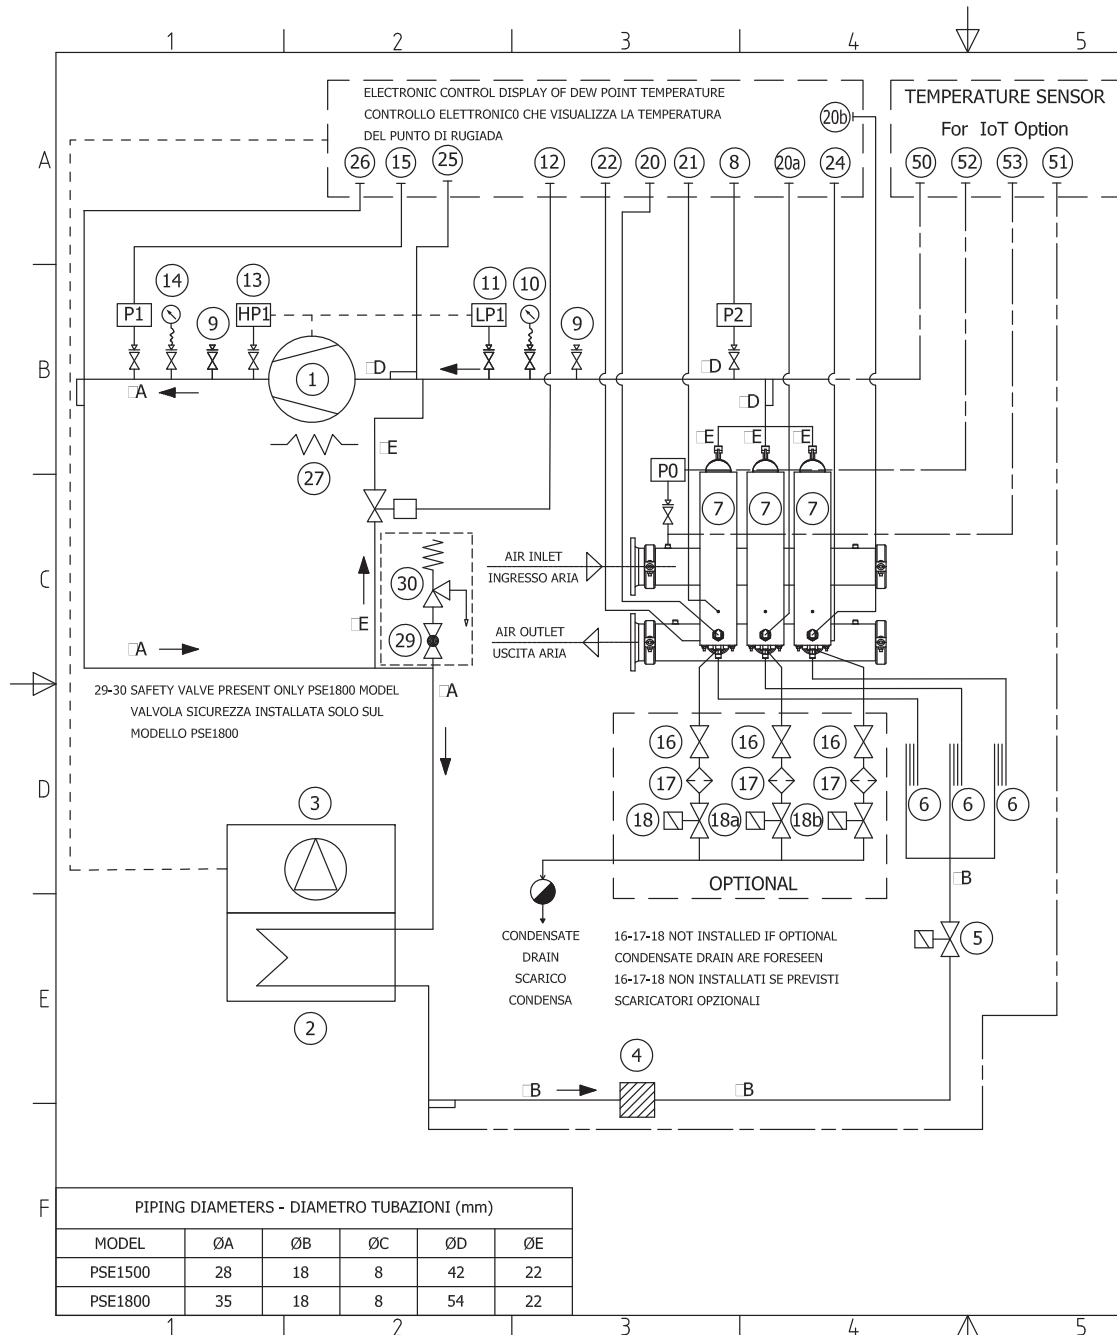 1 2 3 4 5
ELECTRONIC CONTROL DISPLAY OF DEW POINT TEMPERATURE
CONTROLLO ELETTRONIC0 CHE VISUALIZZA LA TEMPERATURA
DEL PUNTO DI RUGIADA
20b
TEMPERATURE SENSOR
For IoT Option
A
26 15 25 12 22 20 21 8 20a 24 50 52 53 51
14 13 11 10
P1 9 HP1 LP1 9 P2
B
1
□D □D
□A
□D
□E
□E □E □E
27
P0
7 7 7
C
AIR INLET
INGRESSO ARIA
30
□E
29
AIR OUTLET
USCITA ARIA
□A
29-30 SAFETY VALVE PRESENT ONLY PSE1800 MODEL
VALVOLA SICUREZZA INSTALLATA SOLO SUL
MODELLO PSE1800
□A
16 16 16
D
17 17 17
3
6 6 6
18 18a 18b
□B
OPTIONAL
CONDENSATE
DRAIN
SCARICO
CONDENSA
16-17-18 NOT INSTALLED IF OPTIONAL
CONDENSATE DRAIN ARE FORESEEN
16-17-18 NON INSTALLATI SE PREVISTI
SCARICATORI OPZIONALI
5
E
2
4
□B □B
F
PIPING DIAMETERS - DIAMETRO TUBAZIONI (mm)
MODEL ØA ØB ØC ØD ØE
PSE1500 28 18 8 42 22
PSE1800 35 18 8 54 22
1 2 3 4 5